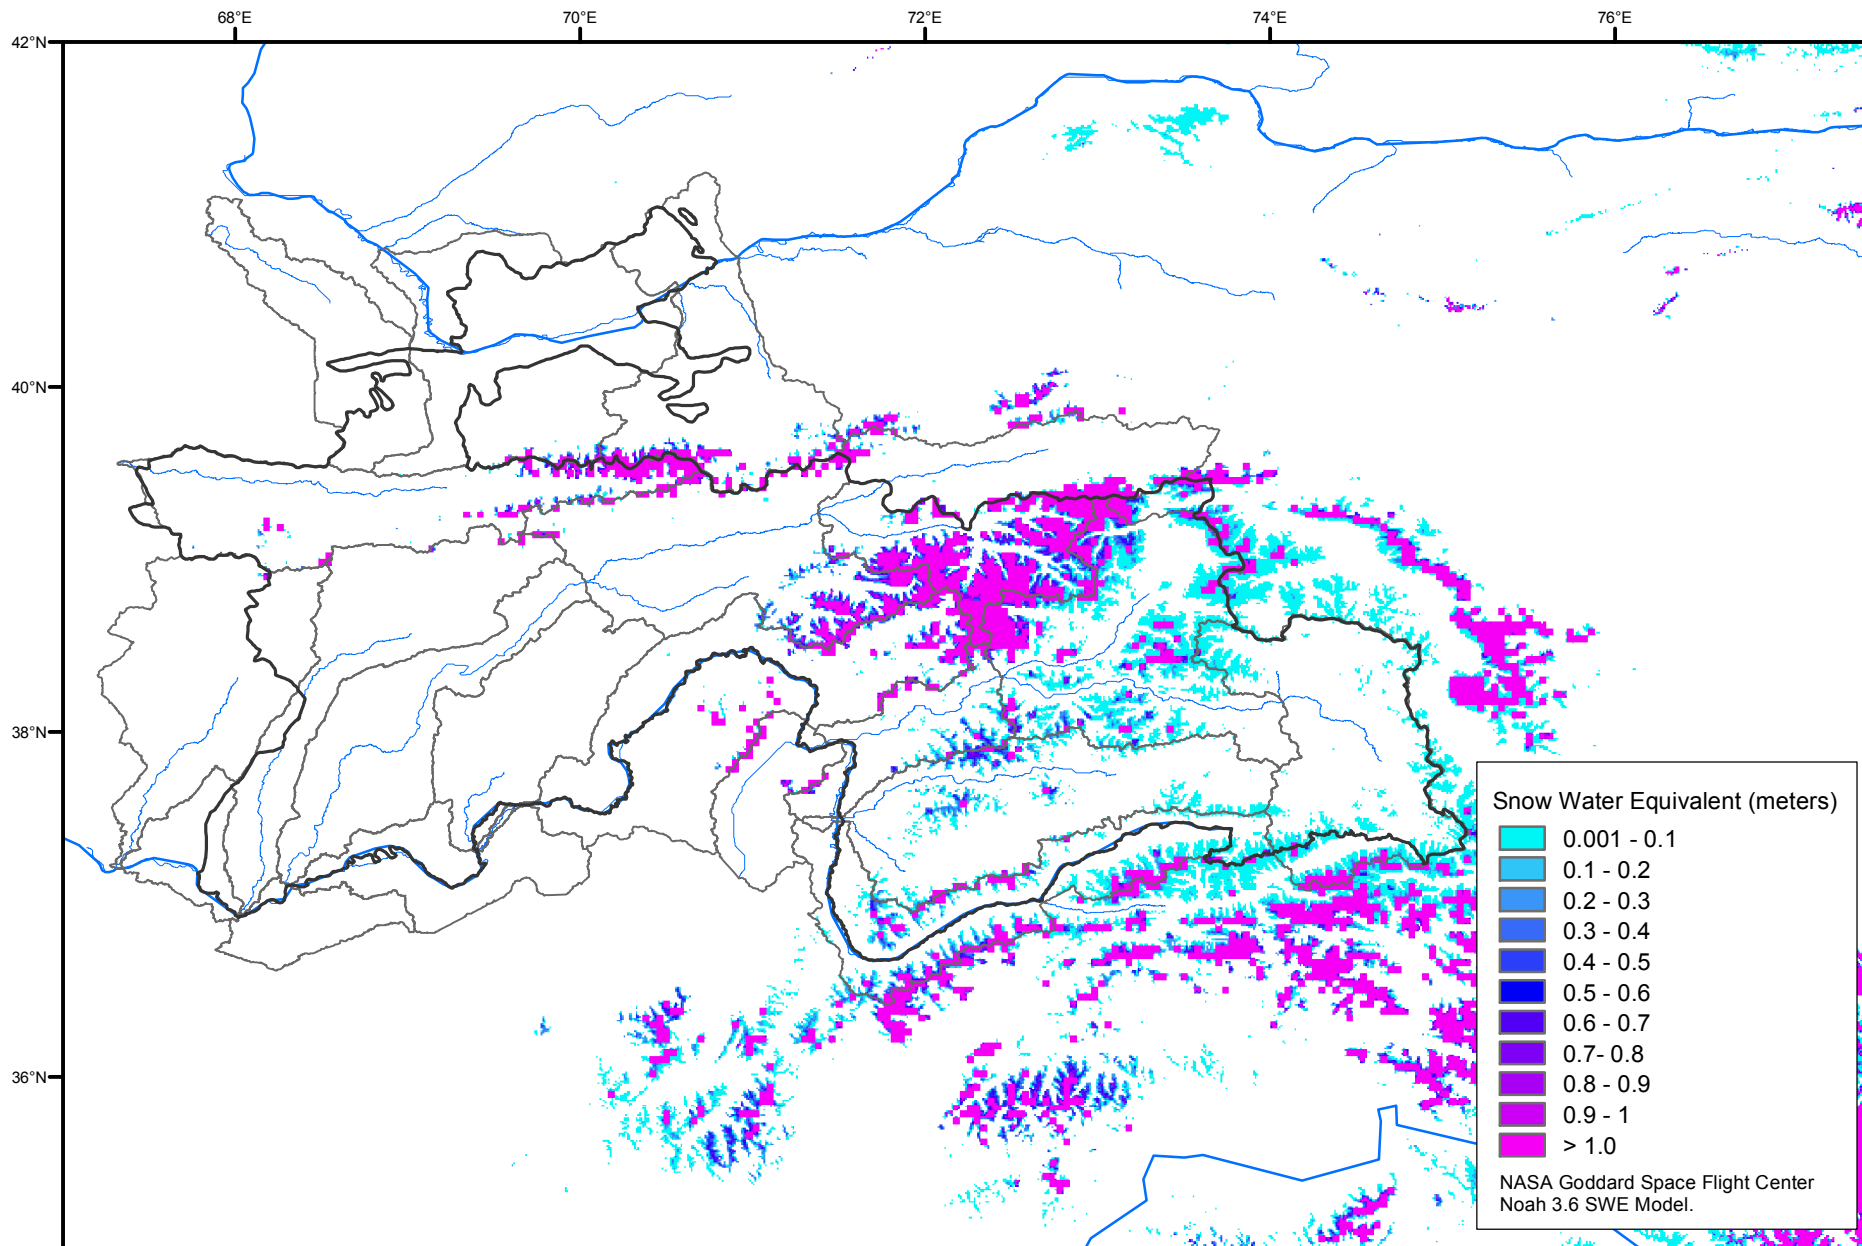 68°E 70°E 72°E 74°E 76°E
42°N
40°N
38°N
36°N
Snow Water Equivalent (meters)
0.001 - 0.1
0.1 - 0.2
0.2 - 0.3
0.3 - 0.4
0.4 - 0.5
0.5 - 0.6
0.6 - 0.7
0.7- 0.8
0.8 - 0.9
0.9 - 1
> 1.0
NASA Goddard Space Flight Center
Noah 3.6 SWE Model.